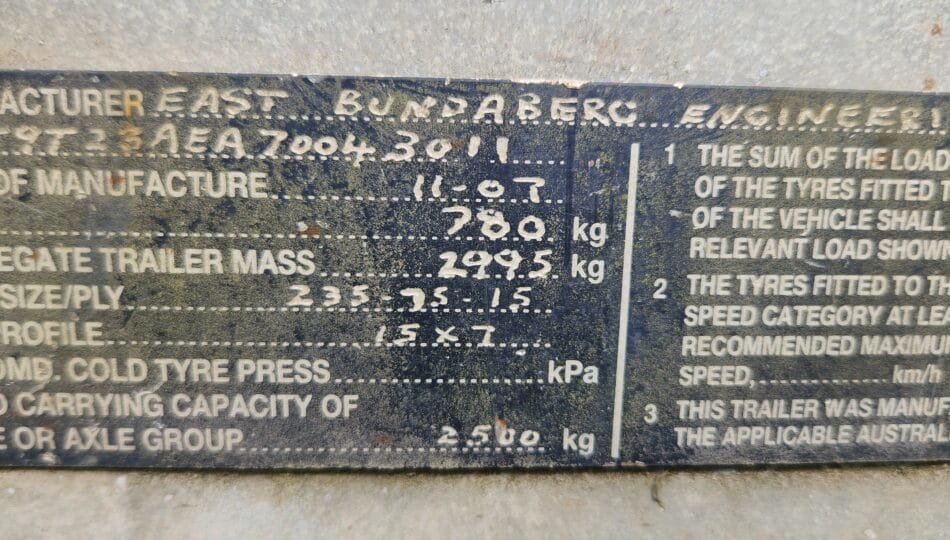 ACTURER EAST BUNDABERG ENGINEERI
9T23AEA70043011
OF MANUFACTURE 11-07
780 kg
EGATE TRAILER MASS 2995 kg
SIZE/PLY 235-75-15
ROFILE 15x7
OMD. COLD TYRE PRESS kPa
D CARRYING CAPACITY OF
E OR AXLE GROUP 2500 kg
1 THE SUM OF THE LOAD
OF THE TYRES FITTED T
OF THE VEHICLE SHALL
RELEVANT LOAD SHOW
2 THE TYRES FITTED TO TH
SPEED CATEGORY AT LEA
RECOMMENDED MAXIMU
SPEED, km/h
3 THIS TRAILER WAS MANUF
THE APPLICABLE AUSTRAL